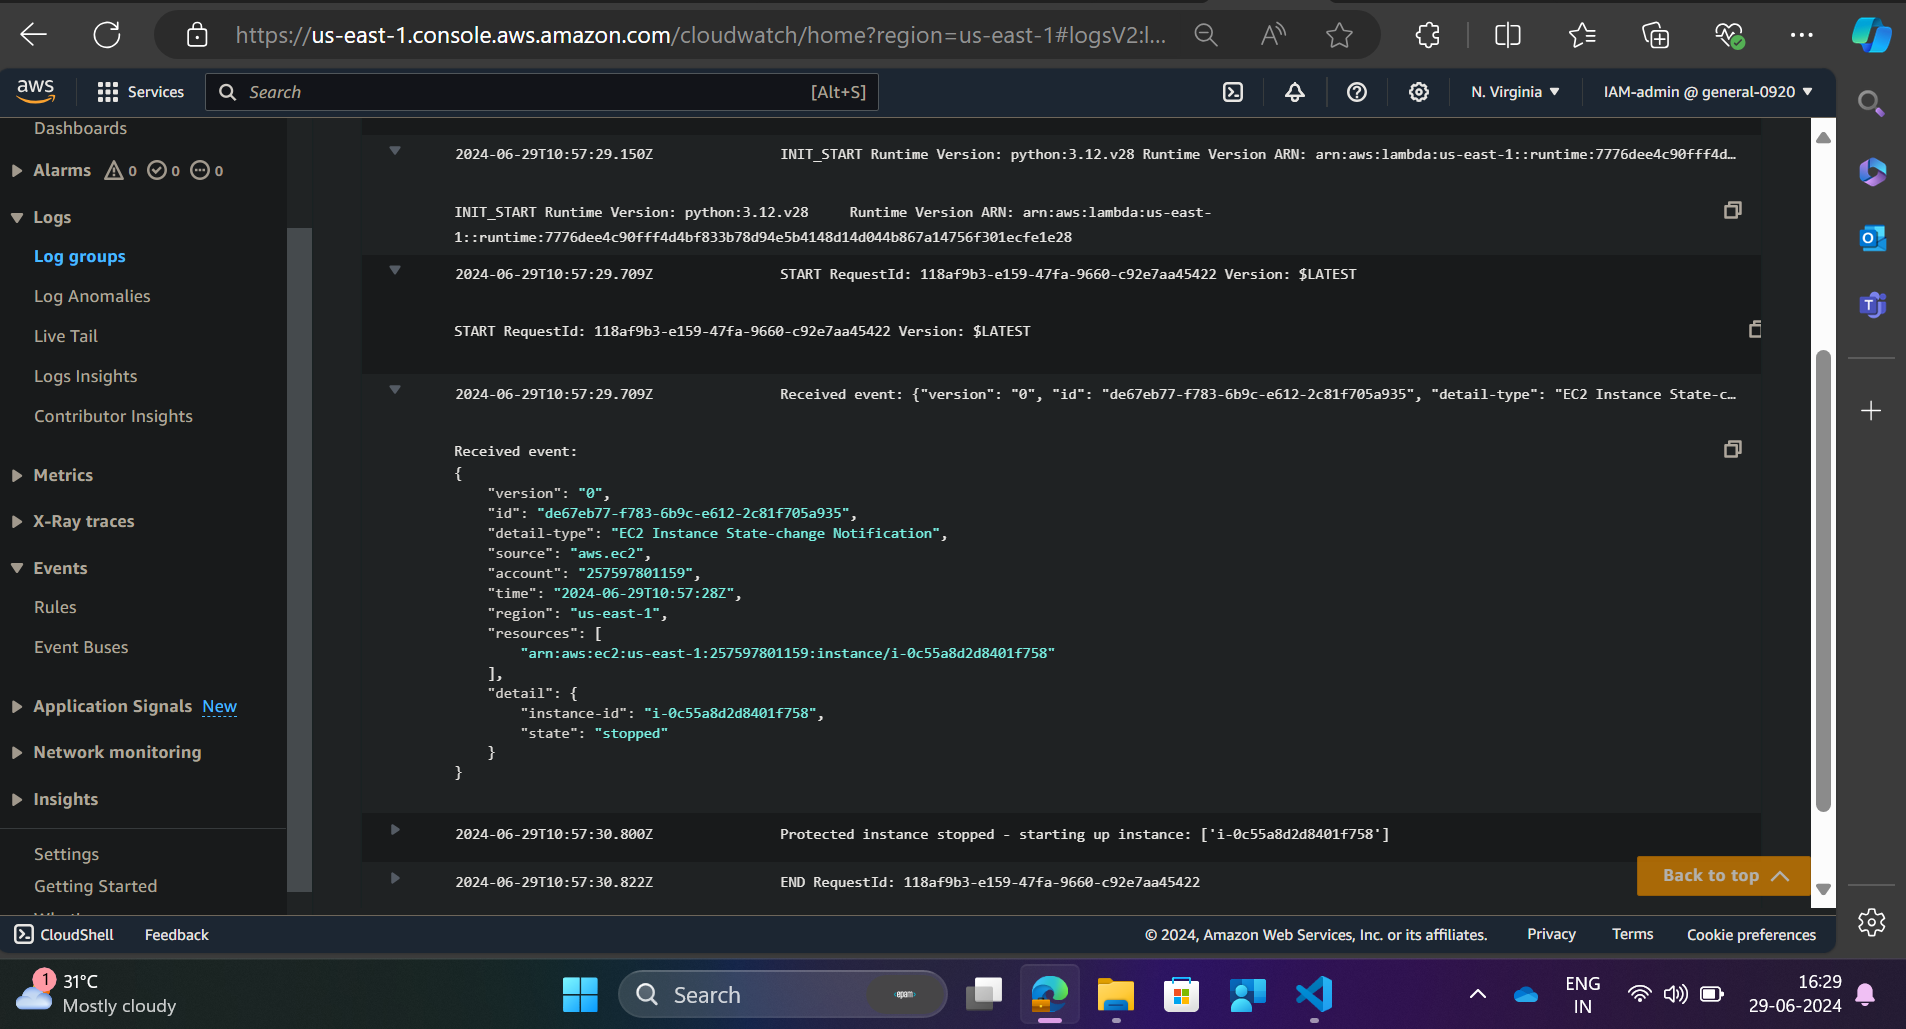 https://us-east-1.console.aws.amazon.com/cloudwatch/home?region=us-east-1#logsV2:l...
aws
Services
Search
[Alt+S]
N. Virginia
IAM-admin @ general-0920
Dashboards
Alarms 0 0 0
Logs
Log groups
Log Anomalies
Live Tail
Logs Insights
Contributor Insights
Metrics
X-Ray traces
Events
Rules
Event Buses
Application Signals New
Network monitoring
Insights
Settings
Getting Started
2024-06-29T10:57:29.150Z INIT_START Runtime Version: python:3.12.v28 Runtime Version ARN: arn:aws:lambda:us-east-1::runtime:7776dee4c90fff4d…
INIT_START Runtime Version: python:3.12.v28 Runtime Version ARN: arn:aws:lambda:us-east-
1::runtime:7776dee4c90fff4d4bf833b78d94e5b4148d14d044b867a14756f301ecfe1e28
2024-06-29T10:57:29.709Z START RequestId: 118af9b3-e159-47fa-9660-c92e7aa45422 Version: $LATEST
START RequestId: 118af9b3-e159-47fa-9660-c92e7aa45422 Version: $LATEST
2024-06-29T10:57:29.709Z Received event: {"version": "0", "id": "de67eb77-f783-6b9c-e612-2c81f705a935", "detail-type": "EC2 Instance State-c…
Received event:
{
"version": "0",
"id": "de67eb77-f783-6b9c-e612-2c81f705a935",
"detail-type": "EC2 Instance State-change Notification",
"source": "aws.ec2",
"account": "257597801159",
"time": "2024-06-29T10:57:28Z",
"region": "us-east-1",
"resources": [
"arn:aws:ec2:us-east-1:257597801159:instance/i-0c55a8d2d8401f758"
],
"detail": {
"instance-id": "i-0c55a8d2d8401f758",
"state": "stopped"
}
}
2024-06-29T10:57:30.800Z Protected instance stopped - starting up instance: ['i-0c55a8d2d8401f758']
2024-06-29T10:57:30.822Z END RequestId: 118af9b3-e159-47fa-9660-c92e7aa45422
Back to top
CloudShell
Feedback
© 2024, Amazon Web Services, Inc. or its affiliates.
Privacy
Terms
Cookie preferences
1
31°C
Mostly cloudy
Search
epam
ENG
IN
16:29
29-06-2024